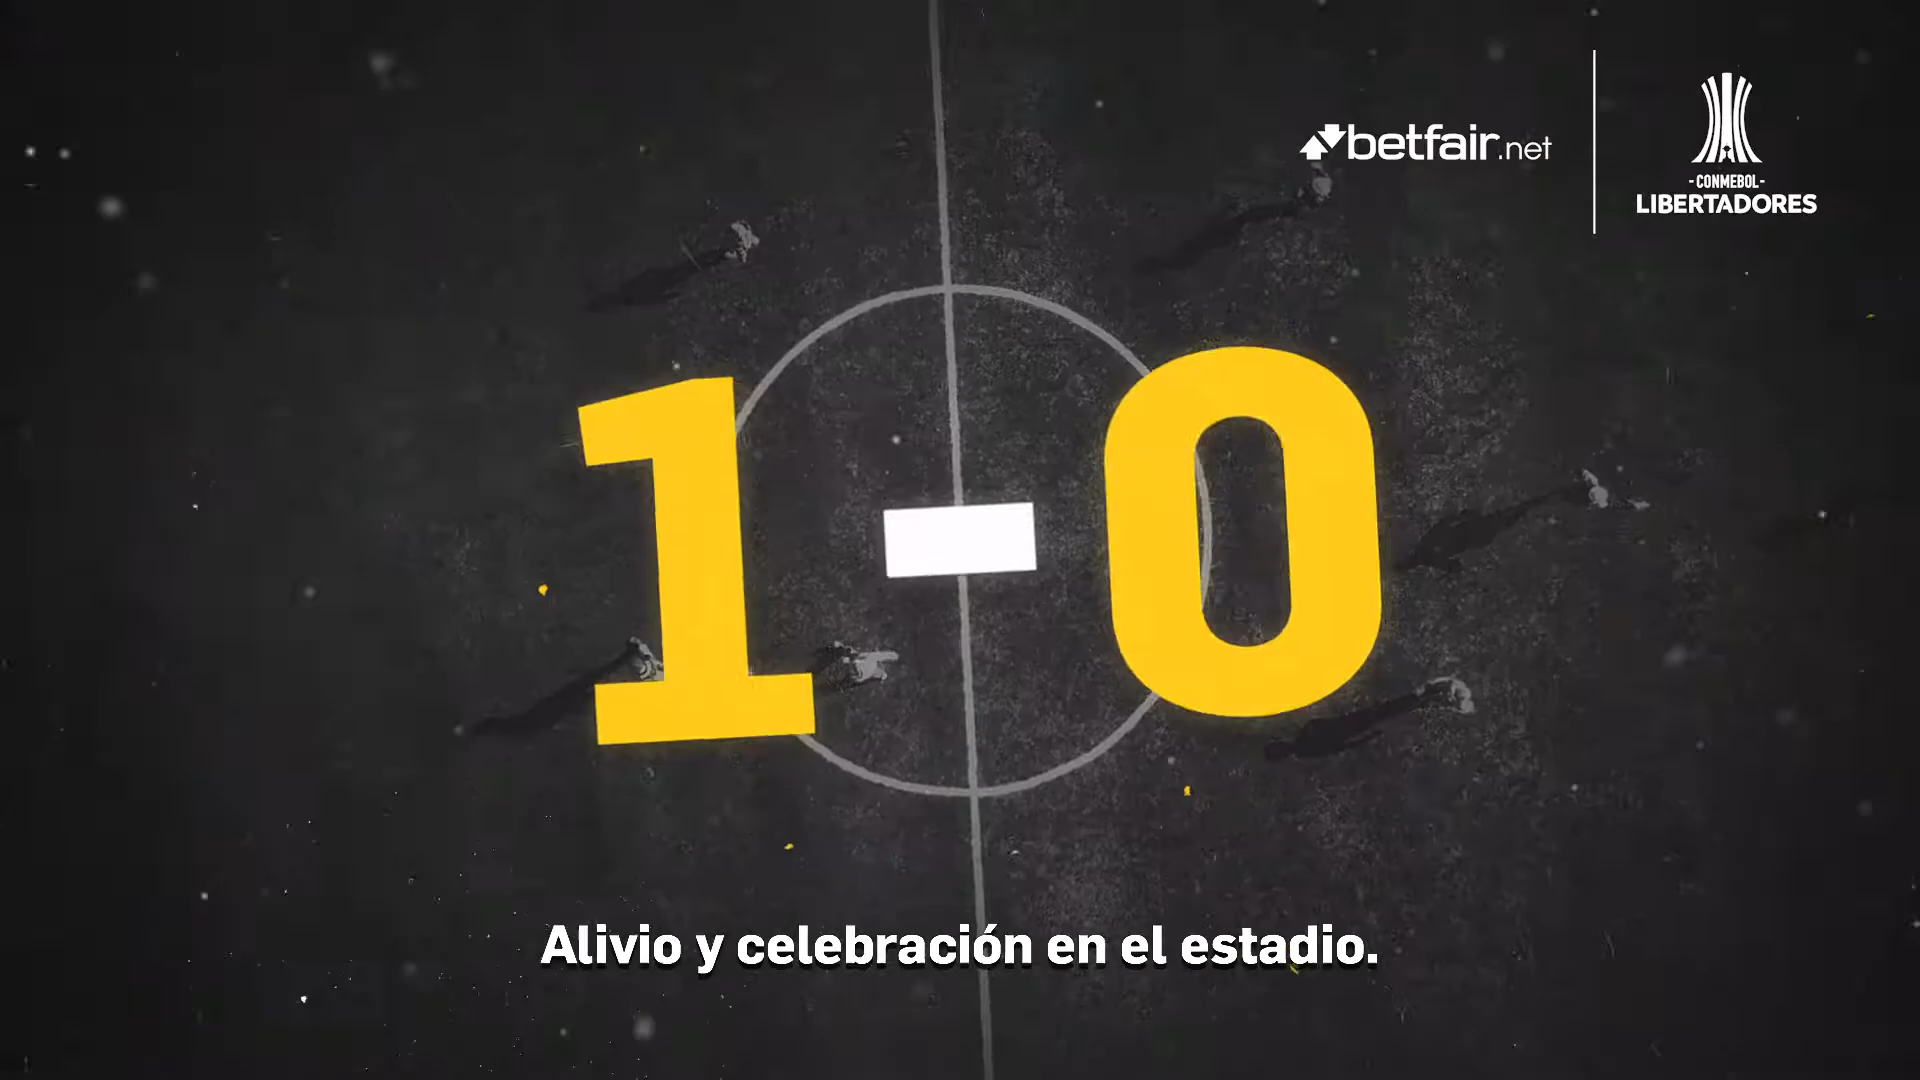 betfair.net
-CONMEBOL-
LIBERTADORES
1-0
Alivio y celebración en el estadio.